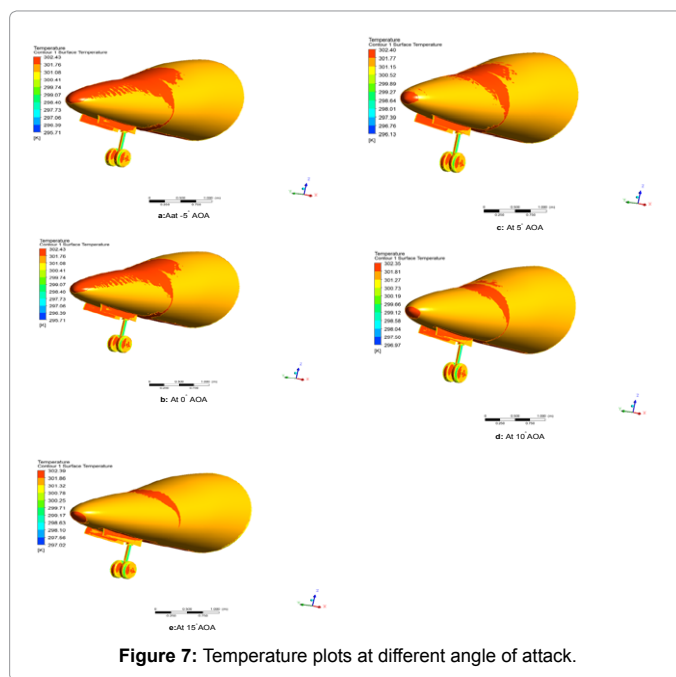 Temperature
Contour 1 Surface Temperature
302.43
301.76
301.08
300.41
299.74
299.07
298.40
297.73
297.06
296.39
295.71
[K]
a:Aat -5° AOA
Temperature
Contour 1 Surface Temperature
302.43
301.76
301.08
300.41
299.74
299.07
298.40
297.73
297.06
296.39
295.71
[K]
b: At 0° AOA
Temperature
Contour 1 Surface Temperature
302.40
301.77
301.15
300.52
299.89
299.27
298.64
298.01
297.39
296.76
296.13
[K]
c: At 5° AOA
Temperature
Contour 1 Surface Temperature
302.35
301.81
301.27
300.73
300.19
299.66
299.12
298.58
298.04
297.50
296.97
[K]
d: At 10°AOA
Temperature
Contour 1 Surface Temperature
302.39
301.86
301.32
300.78
300.25
299.71
299.17
298.10
297.02
[K]
e:At 15°AOA
Figure 7: Temperature plots at different angle of attack.